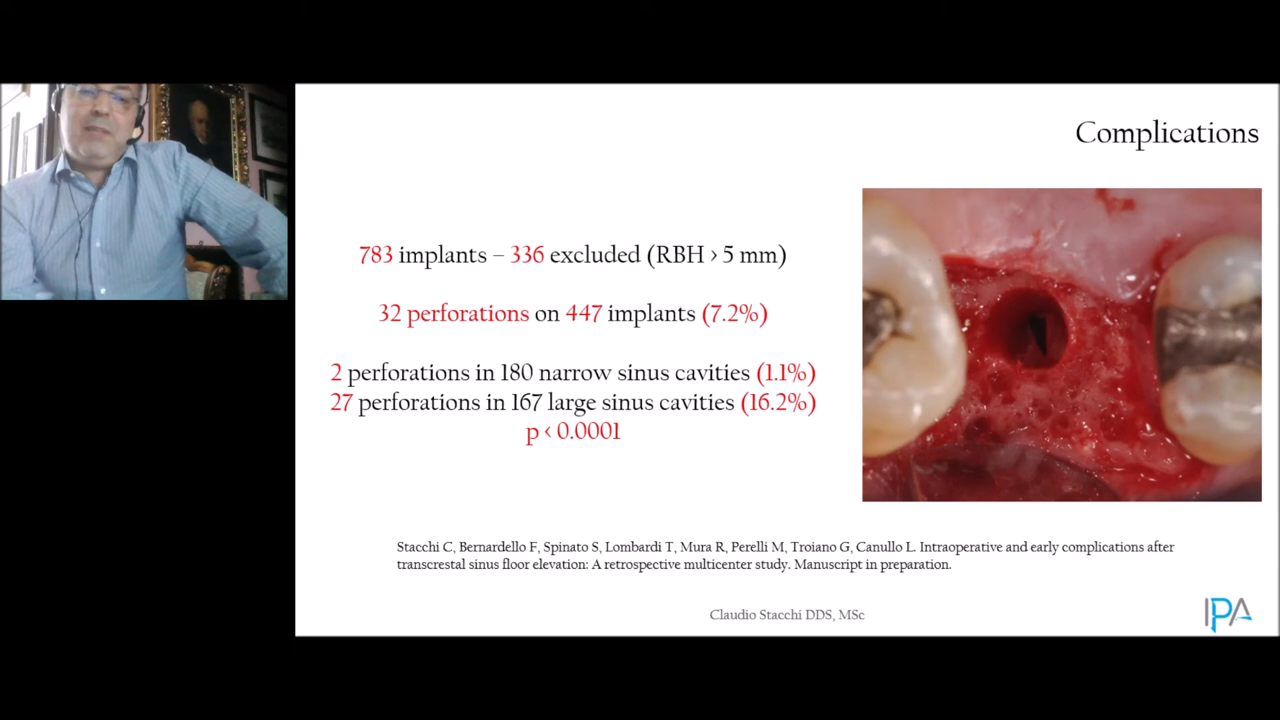 Complications
783 implants – 336 excluded (RBH > 5 mm)
32 perforations on 447 implants (7.2%)
2 perforations in 180 narrow sinus cavities (1.1%)
27 perforations in 167 large sinus cavities (16.2%)
p < 0.0001
Stacchi C, Bernardello F, Spinato S, Lombardi T, Mura R, Perelli M, Troiano G, Canullo L. Intraoperative and early complications after
transcrestal sinus floor elevation: A retrospective multicenter study. Manuscript in preparation.
Claudio Stacchi DDS, MSc
IPA